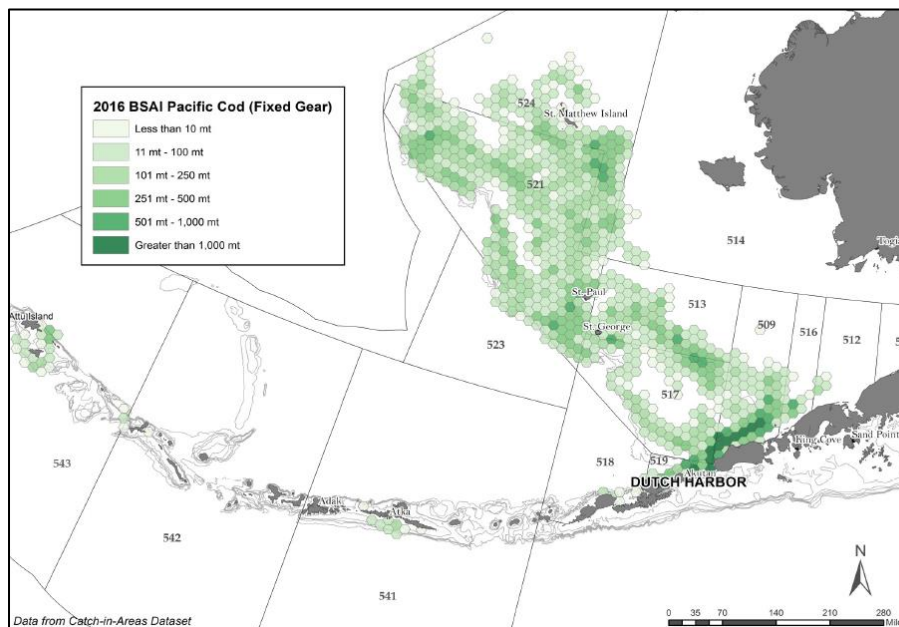 2016 BSAI Pacific Cod (Fixed Gear)
Less than 10 mt
11 mt - 100 mt
101 mt - 250 mt
251 mt - 500 mt
501 mt - 1,000 mt
Greater than 1,000 mt
524
St. Matthew Island
521
514
St. Paul
513
Attu Island
St. George
509
516
512
523
517
543
518
519
King Cove
Sand Point
Akutan
DUTCH HARBOR
Adak
Atka
542
541
N
Data from Catch-in-Areas Dataset
0 35 70 140 210 280